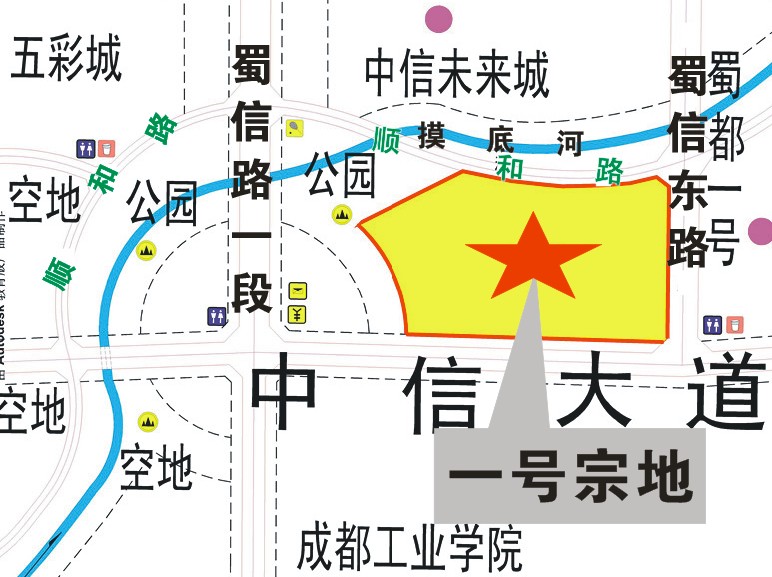 五彩城
中信未来城
蜀信路一段
蜀信东路
蜀都一号
顺和路
摸底河
顺和路
空地
公园
公园
中信大道
空地
空地
一号宗地
成都工业学院